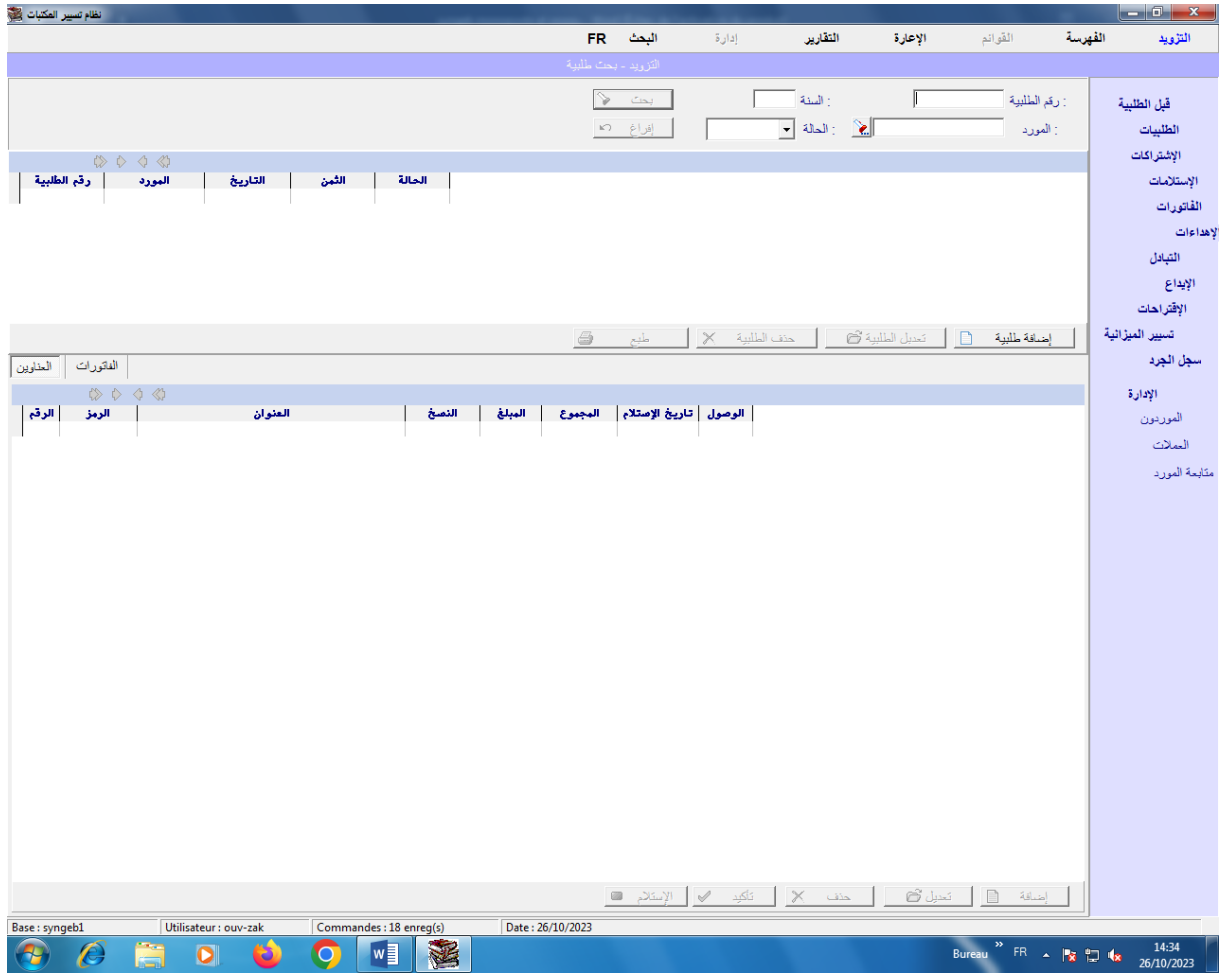 نظام تسيير المكتبات
التزويد الفهرسة القوائم الإعارة التقارير إدارة البحث FR
التزويد - بحث طلبية
رقم الطلبية : السنة : بحث
المورد : الحالة : إفراغ
رقم الطلبية المورد التاريخ الثمن الحالة
إضافة طلبية تعديل الطلبية حذف الطلبية طبع
العناوين الفاتورات
الرقم الرمز العنوان النسخ المبلغ المجموع تاريخ الإستلام الوصول
إضافة تعديل حذف تأكيد الإستلام
قبل الطلبية
الطلبيات
الإشتراكات
الإستلامات
الفاتورات
الإهداءات
التبادل
الإيداع
الإقتراحات
تسيير الميزانية
سجل الجرد
الإدارة
الموردون
العملات
متابعة المورد
Base : syngeb1 Utilisateur : ouv-zak Commandes : 18 enreg(s) Date : 26/10/2023
Bureau » FR 14:34
26/10/2023